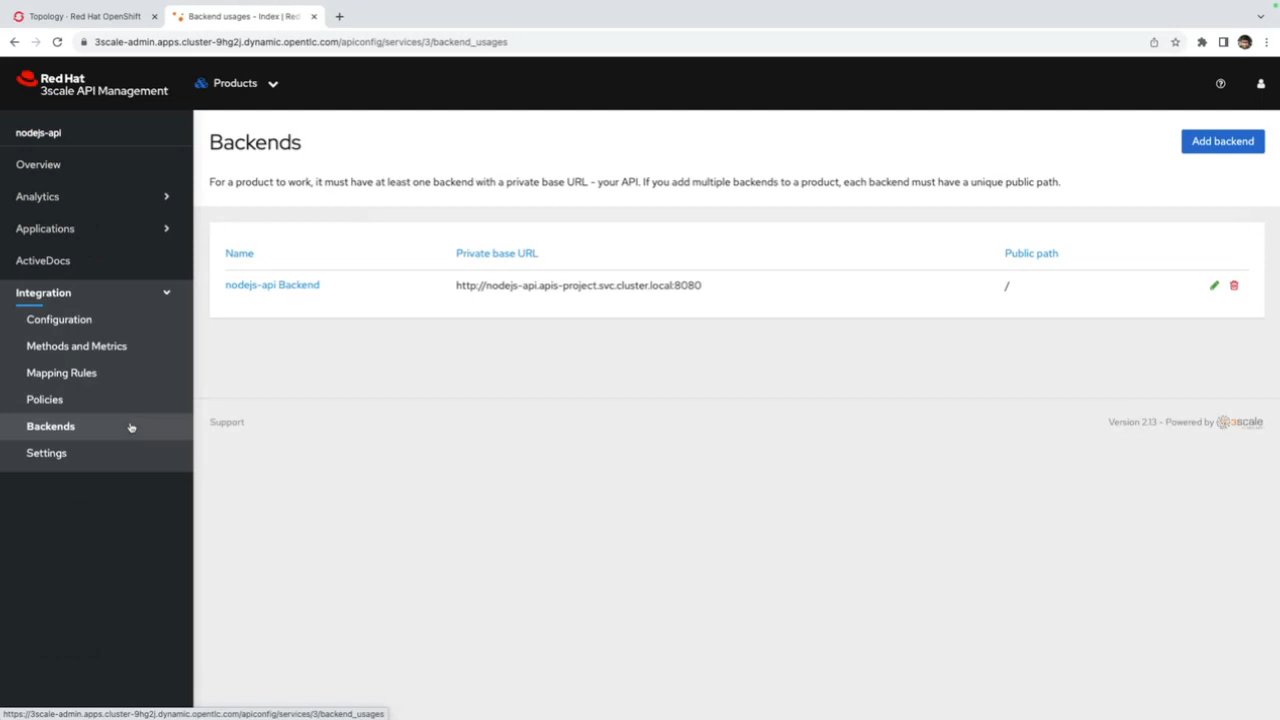 Topology · Red Hat OpenShift
Backend usages - Index | Red
3scale-admin.apps.cluster-9hg2j.dynamic.opentlc.com/apiconfig/services/3/backend_usages
Red Hat
3scale API Management
Products
nodejs-api
Overview
Analytics
Applications
ActiveDocs
Integration
Configuration
Methods and Metrics
Mapping Rules
Policies
Backends
Settings
Backends
Add backend
For a product to work, it must have at least one backend with a private base URL - your API. If you add multiple backends to a product, each backend must have a unique public path.
Name Private base URL Public path
nodejs-api Backend http://nodejs-api.apis-project.svc.cluster.local:8080 /
Support
Version 2.13 - Powered by 3scale
https://3scale-admin.apps.cluster-9hg2j.dynamic.opentlc.com/apiconfig/services/3/backend_usages